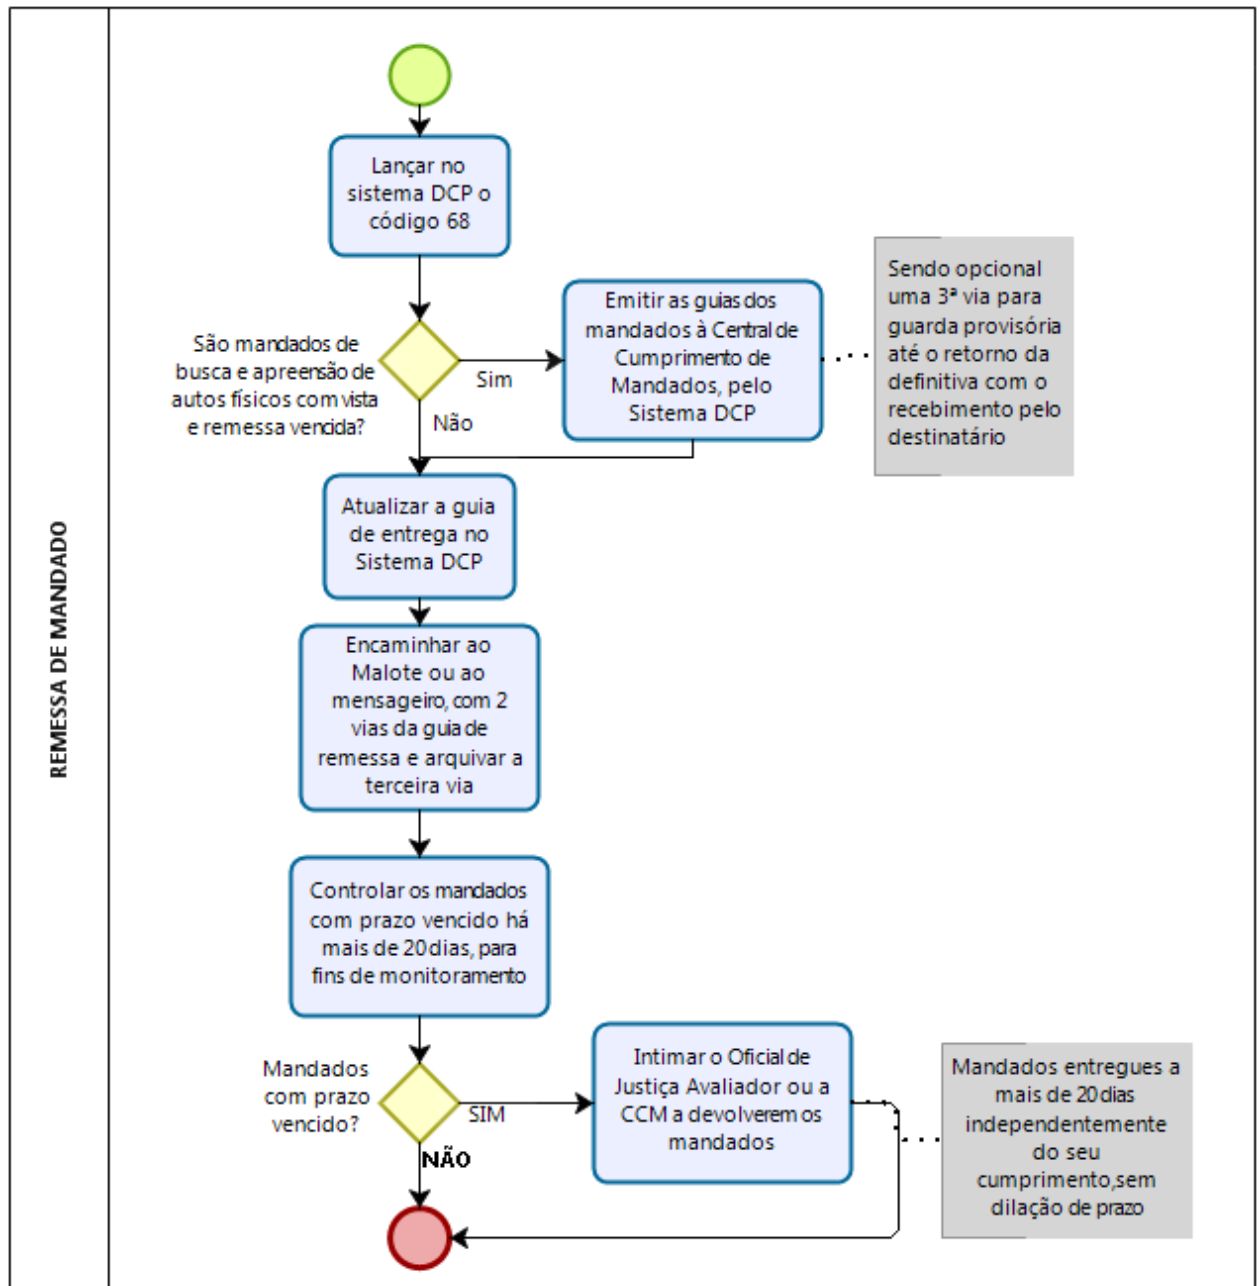 REMESSA DE MANDADO
Lançar no
sistema DCP o
código 68
São mandados de
busca e apreensão de
autos físicos com vista
e remessa vencida?
Sim
Não
Emitir as guias dos
mandados à Central de
Cumprimento de
Mandados, pelo
Sistema DCP
Sendo opcional
uma 3ª via para
guarda provisória
até o retorno da
definitiva com o
recebimento pelo
destinatário
Atualizar a guia
de entrega no
Sistema DCP
Encaminhar ao
Malote ou ao
mensageiro, com 2
vias da guia de
remessa e arquivar a
terceira via
Controlar os mandados
com prazo vencido há
mais de 20 dias, para
fins de monitoramento
Mandados
com prazo
vencido?
SIM
NÃO
Intimar o Oficial de
Justiça Avaliador ou a
CCM a devolverem os
mandados
Mandados entregues a
mais de 20 dias
independentemente
do seu
cumprimento,sem
dilação de prazo